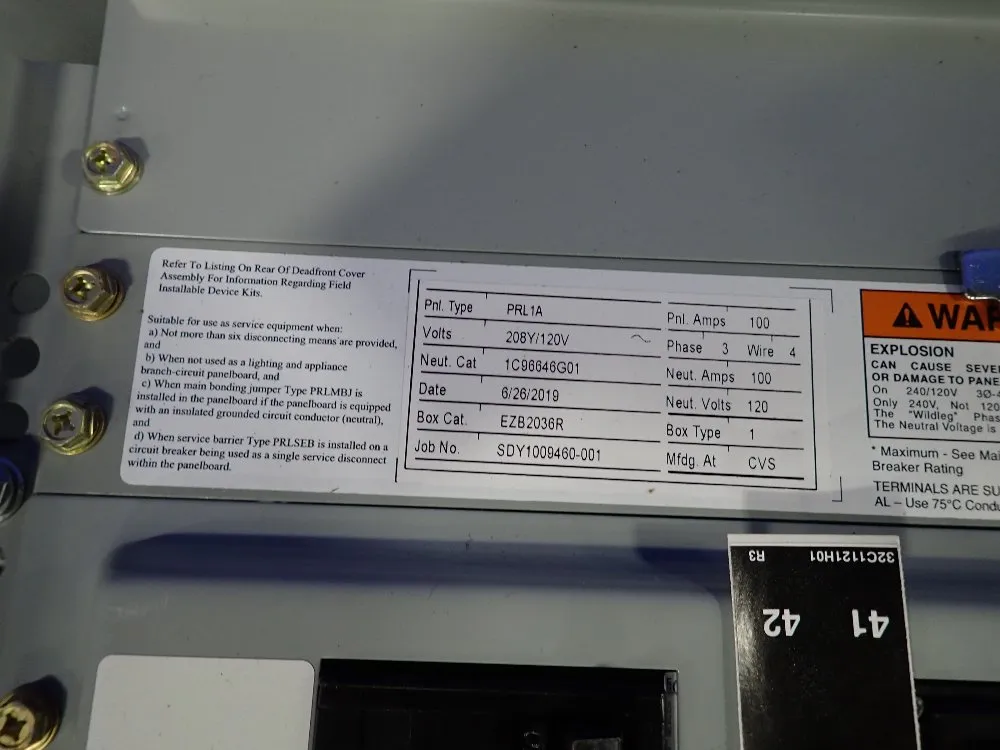 Refer To Listing On Rear Of Deadfront Cover
Assembly For Information Regarding Field
Installable Device Kits.
Suitable for use as service equipment when:
a) Not more than six disconnecting means are provided,
and
b) When not used as a lighting and appliance
branch-circuit panelboard, and
c) When main bonding jumper Type PRLMBJ is
installed in the panelboard if the panelboard is equipped
with an insulated grounded circuit conductor (neutral),
and
d) When service barrier Type PRLSEB is installed on a
circuit breaker being used as a single service disconnect
within the panelboard.
Pnl. Type PRL1A Pnl. Amps 100
Volts 208Y/120V ~ Phase 3 Wire 4
Neut. Cat 1C96646G01 Neut. Amps 100
Date 6/26/2019 Neut. Volts 120
Box Cat. EZB2036R Box Type 1
Job No. SDY1009460-001 Mfdg. At CVS
WAR
EXPLOSION
CAN CAUSE SEVE
OR DAMAGE TO PANE
On 240/120V 3Ø-4
Only 240V, Not 120
The "Wildleg" Phas
The Neutral Voltage is
* Maximum - See Mai
Breaker Rating
TERMINALS ARE SU
AL – Use 75°C Condu
32C1121H01 R3
41 42